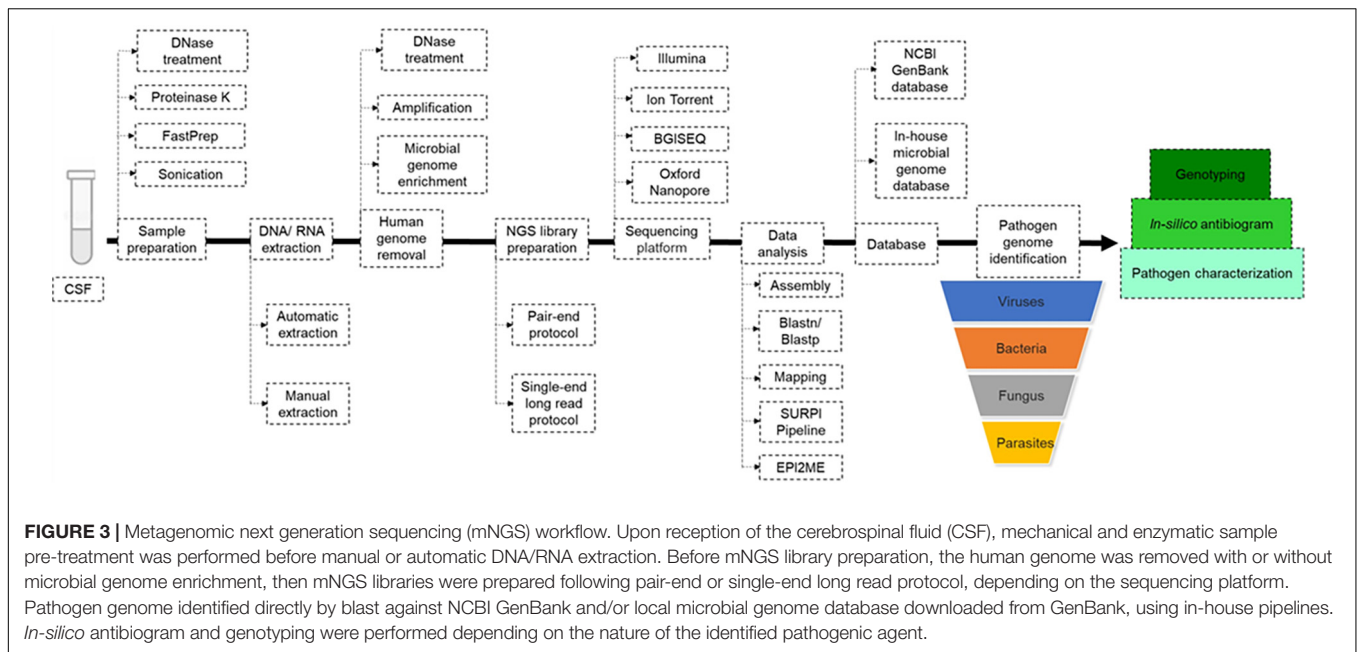 DNase
treatment
Proteinase K
FastPrep
Sonication
DNase
treatment
Amplification
Microbial
genome
enrichment
Illumina
Ion Torrent
BGISEQ
Oxford
Nanopore
NCBI
GenBank
database
In-house
microbial
genome
database
CSF
Sample
preparation
DNA/ RNA
extraction
Human
genome
removal
NGS library
preparation
Sequencing
platform
Data
analysis
Database
Pathogen
genome
identification
Genotyping
In-silico antibiogram
Pathogen characterization
Automatic
extraction
Manual
extraction
Pair-end
protocol
Single-end
long read
protocol
Assembly
Blastn/
Blastp
Mapping
SURPI
Pipeline
EPI2ME
Viruses
Bacteria
Fungus
Parasites
FIGURE 3 | Metagenomic next generation sequencing (mNGS) workflow. Upon reception of the cerebrospinal fluid (CSF), mechanical and enzymatic sample
pre-treatment was performed before manual or automatic DNA/RNA extraction. Before mNGS library preparation, the human genome was removed with or without
microbial genome enrichment, then mNGS libraries were prepared following pair-end or single-end long read protocol, depending on the sequencing platform.
Pathogen genome identified directly by blast against NCBI GenBank and/or local microbial genome database downloaded from GenBank, using in-house pipelines.
In-silico antibiogram and genotyping were performed depending on the nature of the identified pathogenic agent.